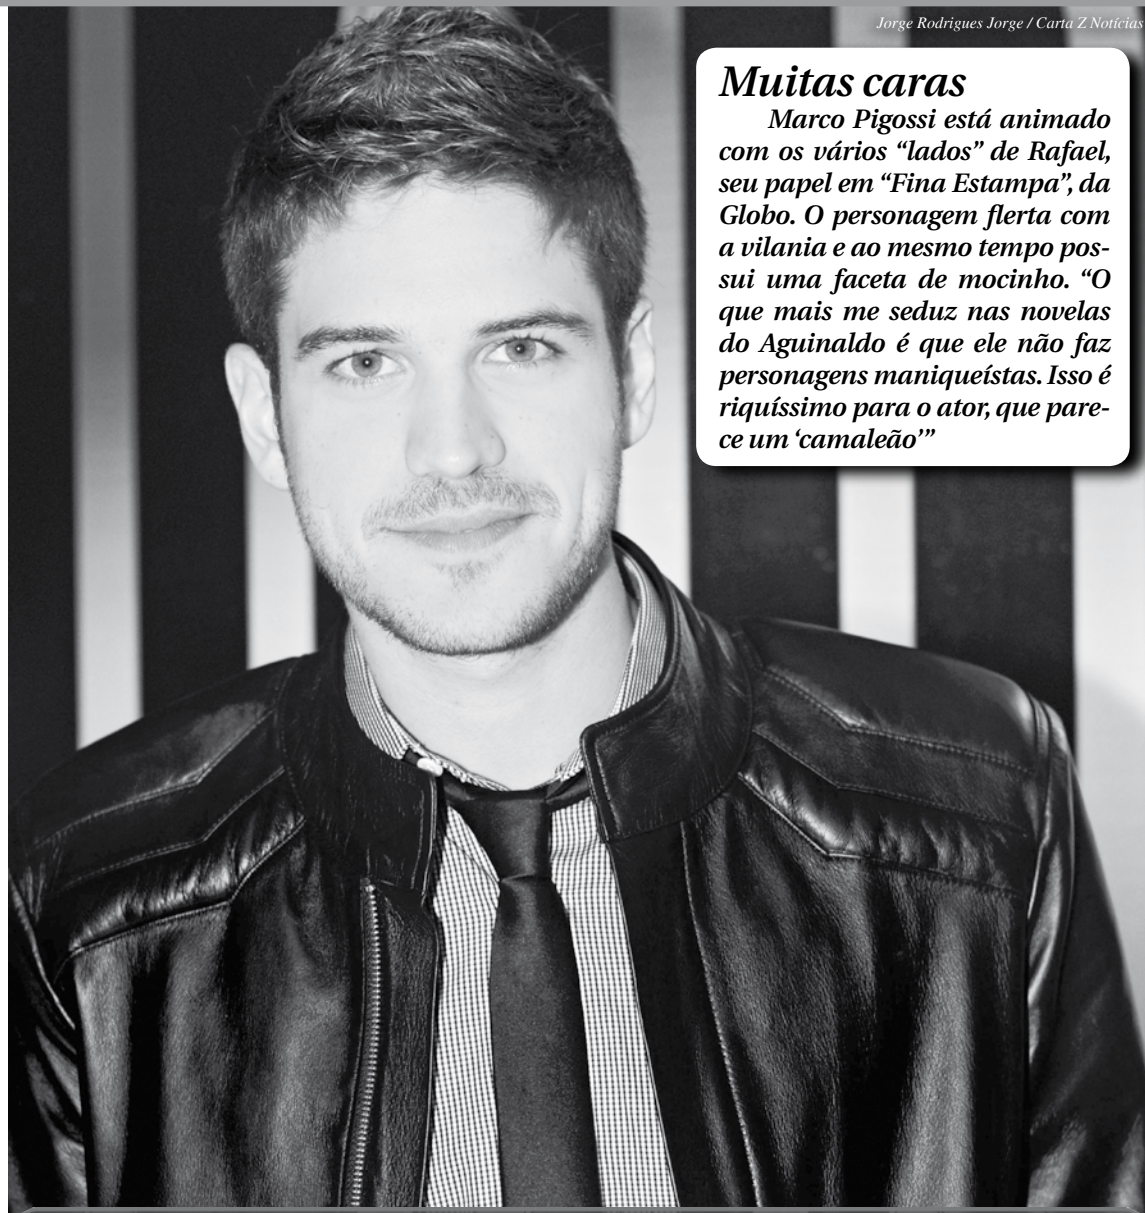 Jorge Rodrigues Jorge / Carta Z Notícias
Muitas caras
Marco Pigossi está animado
com os vários “lados” de Rafael,
seu papel em “Fina Estampa”, da
Globo. O personagem flerta com
a vilania e ao mesmo tempo pos-
sui uma faceta de mocinho. “O
que mais me seduz nas novelas
do Aguinaldo é que ele não faz
personagens maniqueístas. Isso é
riquíssimo para o ator, que pare-
ce um ‘camaleão’”